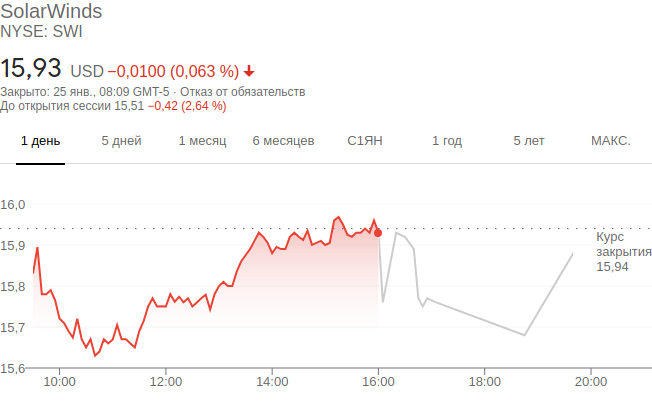 SolarWinds
NYSE: SWI
15,93 USD −0,0100 (0,063 %)
Закрыто: 25 янв., 08:09 GMT-5 · Отказ от обязательств
До открытия сессии 15,51 −0,42 (2,64 %)
1 день 5 дней 1 месяц 6 месяцев С1ЯН 1 год 5 лет МАКС.
16,0
15,9
15,8
15,7
15,6
Курс
закрытия
15,94
10:00 12:00 14:00 16:00 18:00 20:00